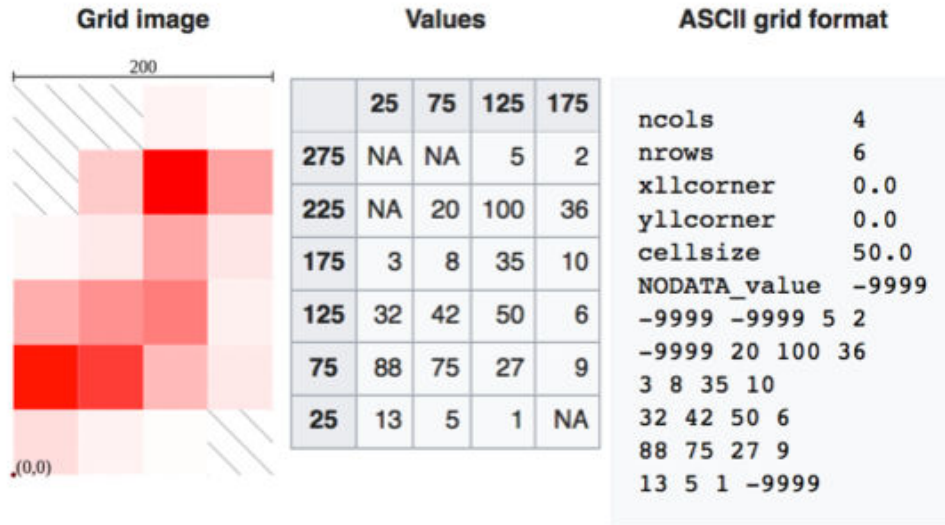 Grid image
200
(0,0)
Values
25 75 125 175
275 NA NA 5 2
225 NA 20 100 36
175 3 8 35 10
125 32 42 50 6
75 88 75 27 9
25 13 5 1 NA
ASCII grid format
ncols 4
nrows 6
xllcorner 0.0
yllcorner 0.0
cellsize 50.0
NODATA_value -9999
-9999 -9999 5 2
-9999 20 100 36
3 8 35 10
32 42 50 6
88 75 27 9
13 5 1 -9999